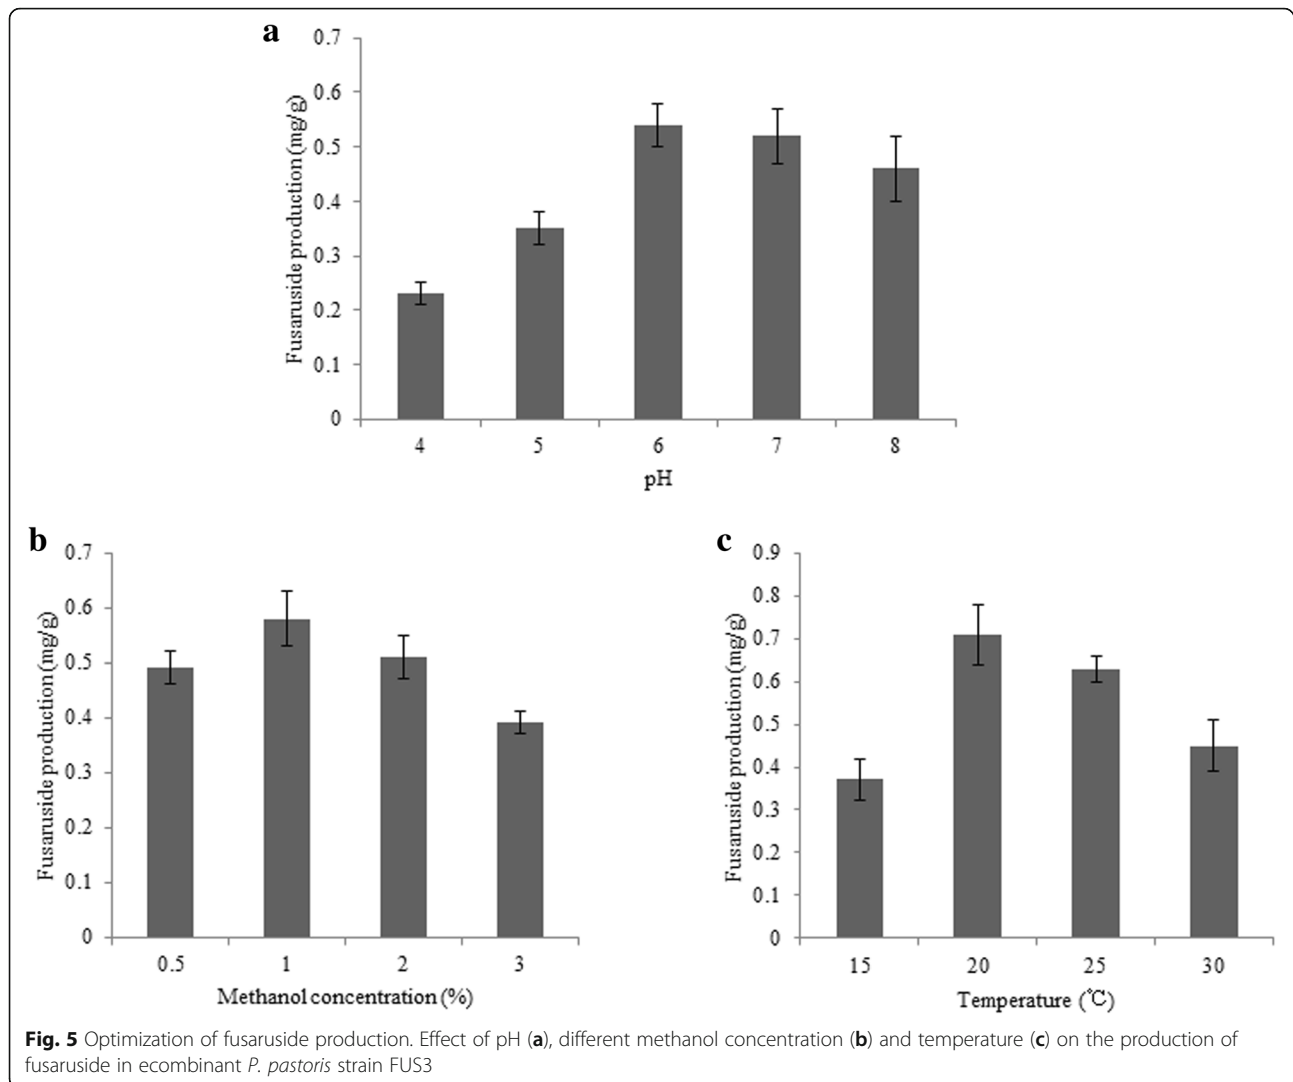 a
0.7
0.6
0.5
0.4
0.3
0.2
0.1
0
Fusaruside production (mg/g)
4 5 6 7 8
pH
b
0.7
0.6
0.5
0.4
0.3
0.2
0.1
0
Fusaruside production (mg/g)
0.5 1 2 3
Methanol concentration (%)
c
0.9
0.8
0.7
0.6
0.5
0.4
0.3
0.2
0.1
0
Fusaruside production (mg/g)
15 20 25 30
Temperature (℃)
Fig. 5 Optimization of fusaruside production. Effect of pH (a), different methanol concentration (b) and temperature (c) on the production of
fusaruside in ecombinant P. pastoris strain FUS3